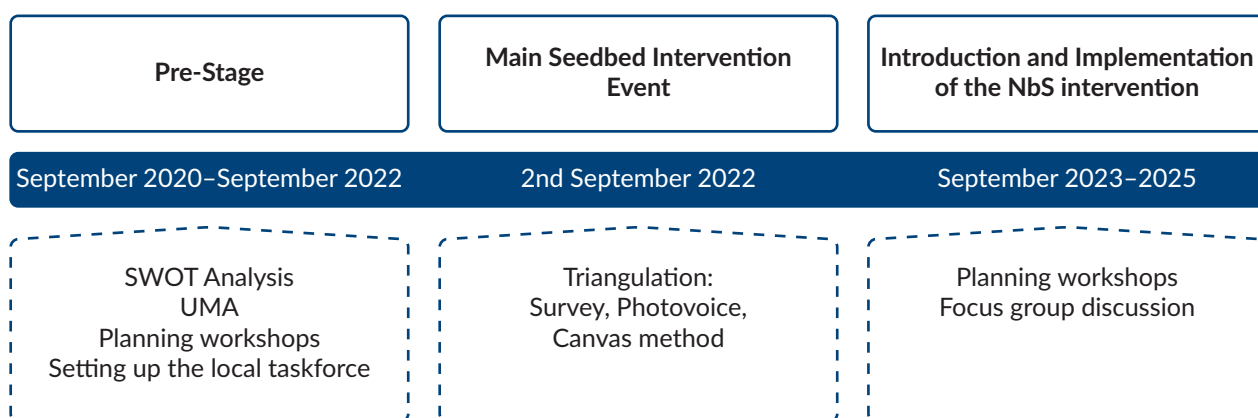 Pre-Stage
Main Seedbed Intervention
Event
Introduction and Implementation
of the NbS intervention
September 2020–September 2022
2nd September 2022
September 2023–2025
SWOT Analysis
UMA
Planning workshops
Setting up the local taskforce
Triangulation:
Survey, Photovoice,
Canvas method
Planning workshops
Focus group discussion